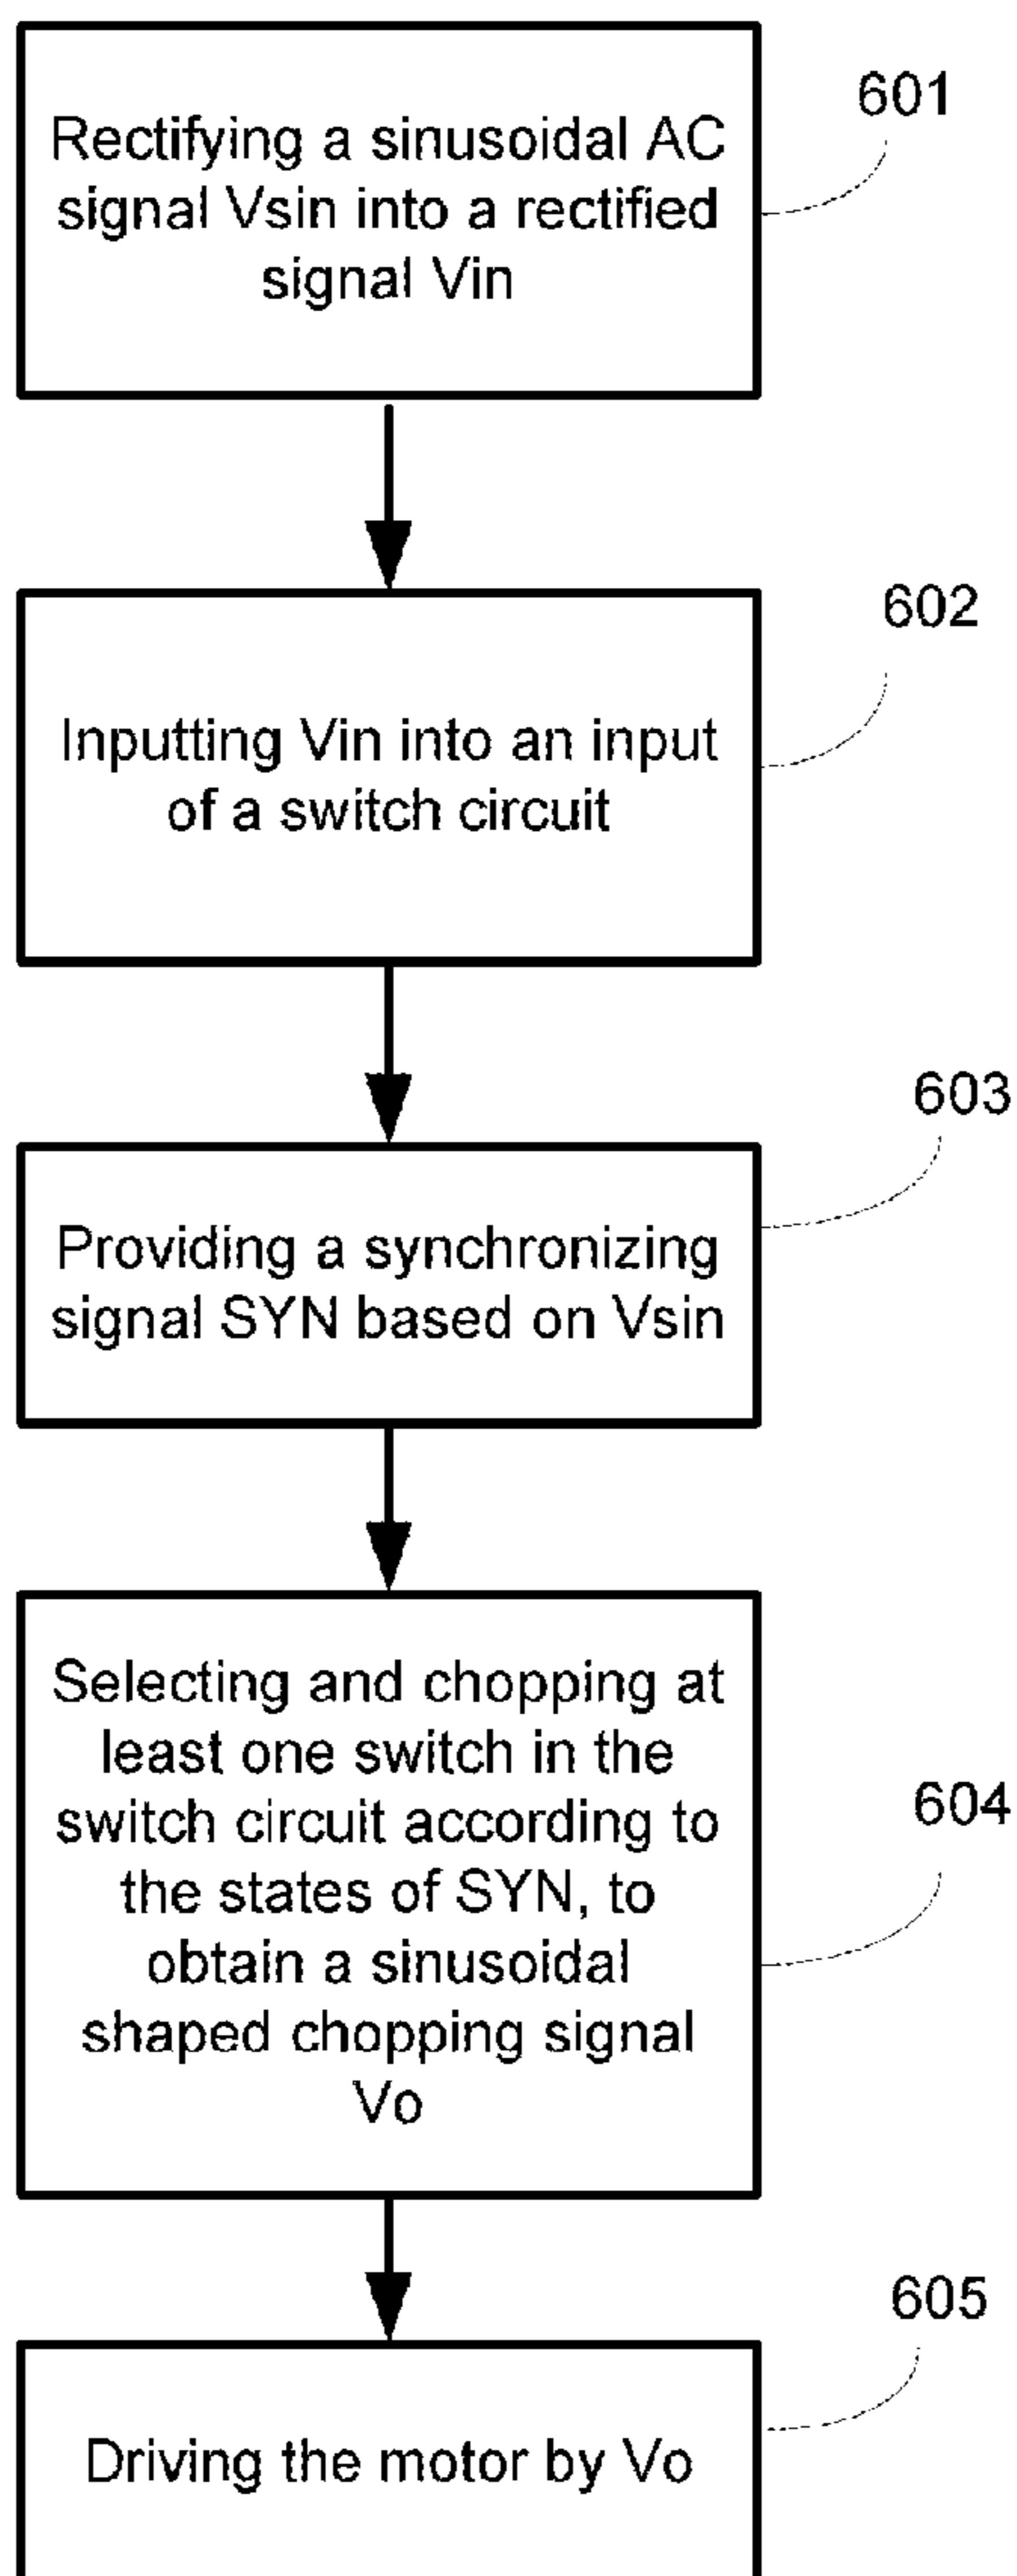 601
Rectifying a sinusoidal AC
signal Vsin into a rectified
signal Vin
602
Inputting Vin into an input
of a switch circuit
603
Providing a synchronizing
signal SYN based on Vsin
Selecting and chopping at
least one switch in the
switch circuit according to
the states of SYN, to
obtain a sinusoidal
shaped chopping signal
Vo
604
605
Driving the motor by Vo